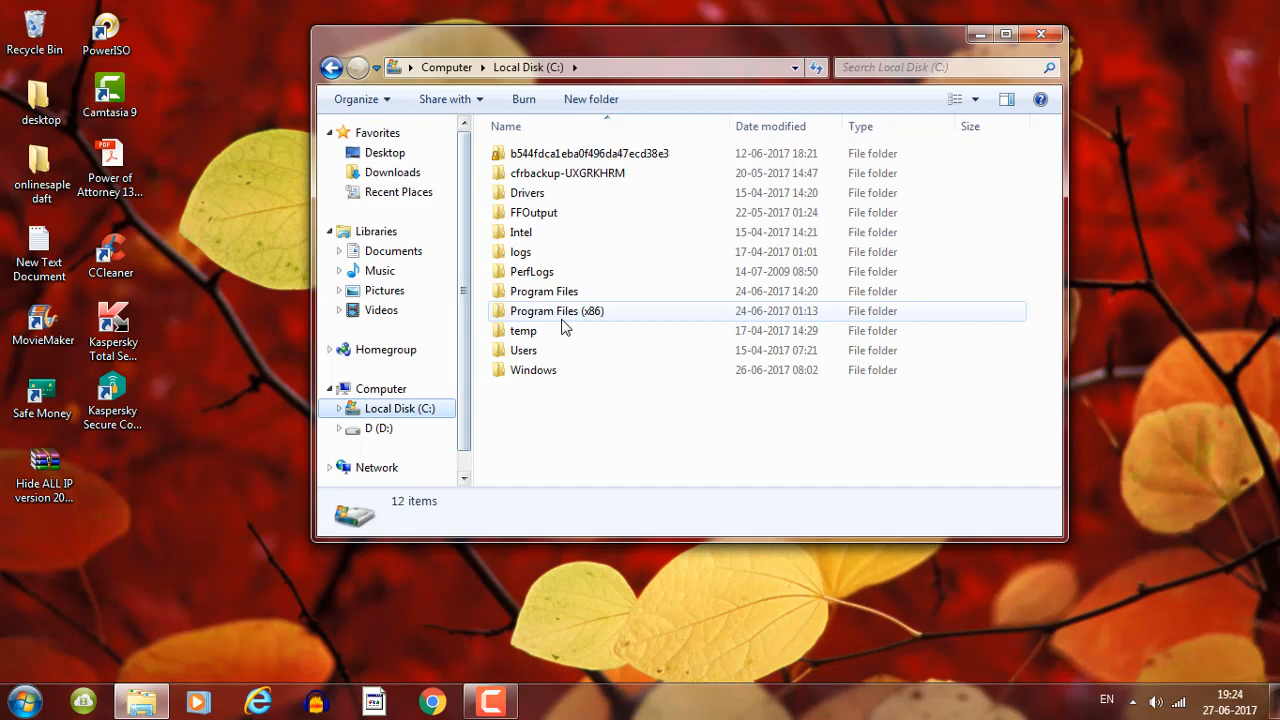 Recycle Bin
PowerISO
desktop
Camtasia 9
onlinesaple
daft
Power of
Attorney 13...
New Text
Document
CCleaner
MovieMaker
Kaspersky
Total Se...
Safe Money
Kaspersky
Secure Co...
Hide ALL IP
version 20...
Computer
Local Disk (C:)
Search Local Disk (C:)
Organize
Share with
Burn
New folder
Favorites
Desktop
Downloads
Recent Places
Libraries
Documents
Music
Pictures
Videos
Homegroup
Computer
Local Disk (C:)
D (D:)
Network
Name Date modified Type Size
b544fdca1eba0f496da47ecd38e3 12-06-2017 18:21 File folder
cfrbackup-UXGRKHRM 20-05-2017 14:47 File folder
Drivers 15-04-2017 14:20 File folder
FFOutput 22-05-2017 01:24 File folder
Intel 15-04-2017 14:21 File folder
logs 17-04-2017 01:01 File folder
PerfLogs 14-07-2009 08:50 File folder
Program Files 24-06-2017 14:20 File folder
Program Files (x86) 24-06-2017 01:13 File folder
temp 17-04-2017 14:29 File folder
Users 15-04-2017 07:21 File folder
Windows 26-06-2017 08:02 File folder
12 items
EN
19:24
27-06-2017